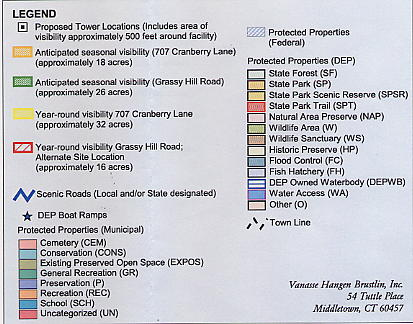 LEGEND
Proposed Tower Locations (Includes area of
visibility approximately 500 feet around facility)
Anticipated seasonal visibility (707 Cranberry Lane)
(approximately 18 acres)
Anticipated seasonal visibility (Grassy Hill Road)
(approximately 26 acres)
Year-round visibility 707 Cranberry Lane
(approximately 32 acres)
Year-round visibility Grassy Hill Road;
Alternate Site Location
(approximately 16 acres)
Scenic Roads (Local and/or State designated)
DEP Boat Ramps
Protected Properties (Municipal)
Cemetery (CEM)
Conservation (CONS)
Existing Preserved Open Space (EXPOS)
General Recreation (GR)
Preservation (P)
Recreation (REC)
School (SCH)
Uncategorized (UN)
Protected Properties
(Federal)
Protected Properties (DEP)
State Forest (SF)
State Park (SP)
State Park Scenic Reserve (SPSR)
State Park Trail (SPT)
Natural Area Preserve (NAP)
Wildlife Area (W)
Wildlife Sanctuary (WS)
Historic Preserve (HP)
Flood Control (FC)
Fish Hatchery (FH)
DEP Owned Waterbody (DEPWB)
Water Access (WA)
Other (O)
Town Line
Vanasse Hangen Brustlin, Inc.
54 Tuttle Place
Middletown, CT 60457